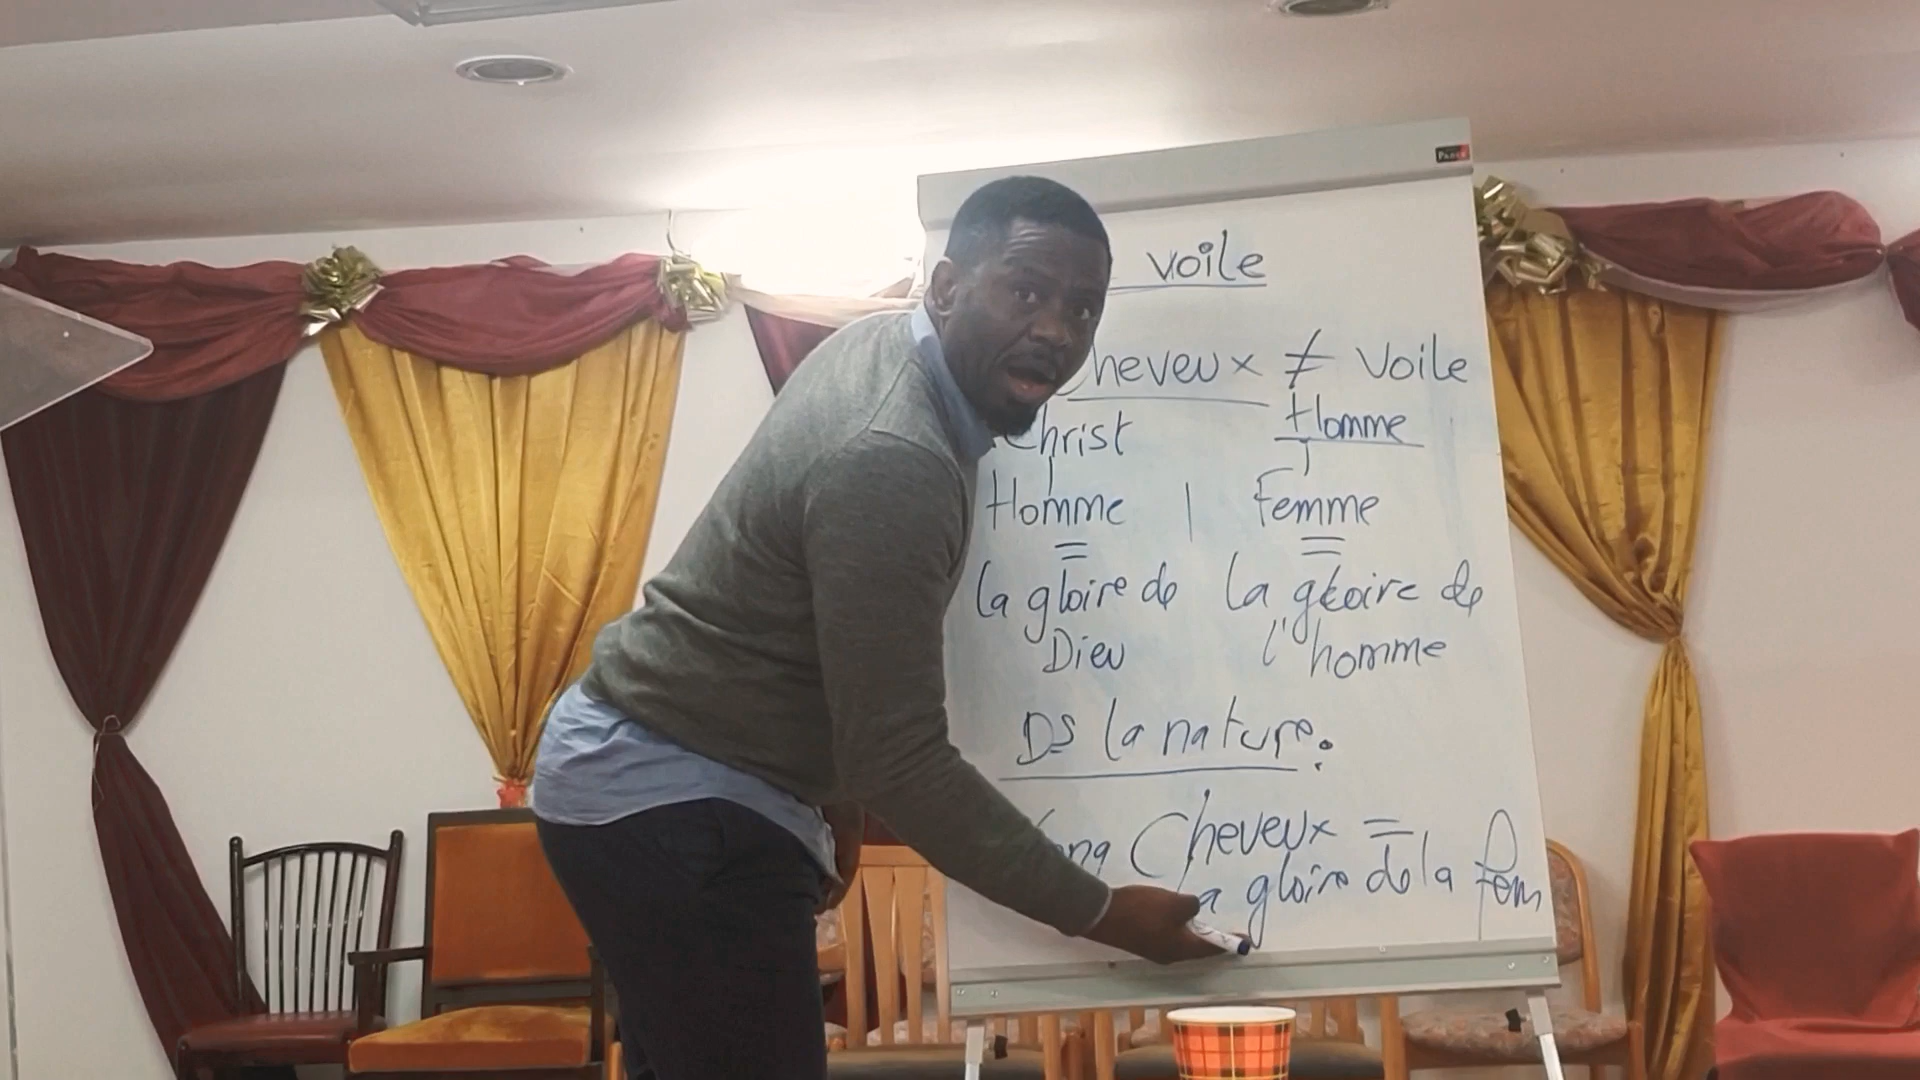 voile
Cheveux ≠ voile
Christ Homme
Homme | Femme
= =
la gloire de la gloire de
Dieu l'homme
Ds la nature:
Cheveux =
la gloire de la fem